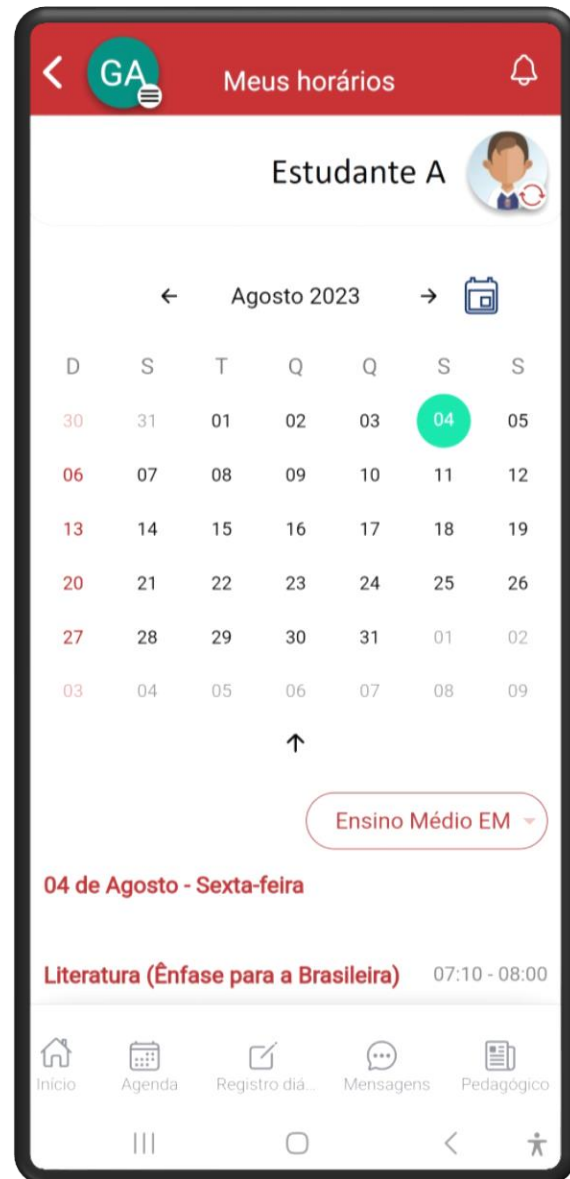 GA Meus horários
Estudante A
Agosto 2023
D S T Q Q S S
30 31 01 02 03 04 05
06 07 08 09 10 11 12
13 14 15 16 17 18 19
20 21 22 23 24 25 26
27 28 29 30 31 01 02
03 04 05 06 07 08 09
Ensino Médio EM
04 de Agosto - Sexta-feira
Literatura (Ênfase para a Brasileira) 07:10 - 08:00
Início Agenda Registro diá... Mensagens Pedagógico